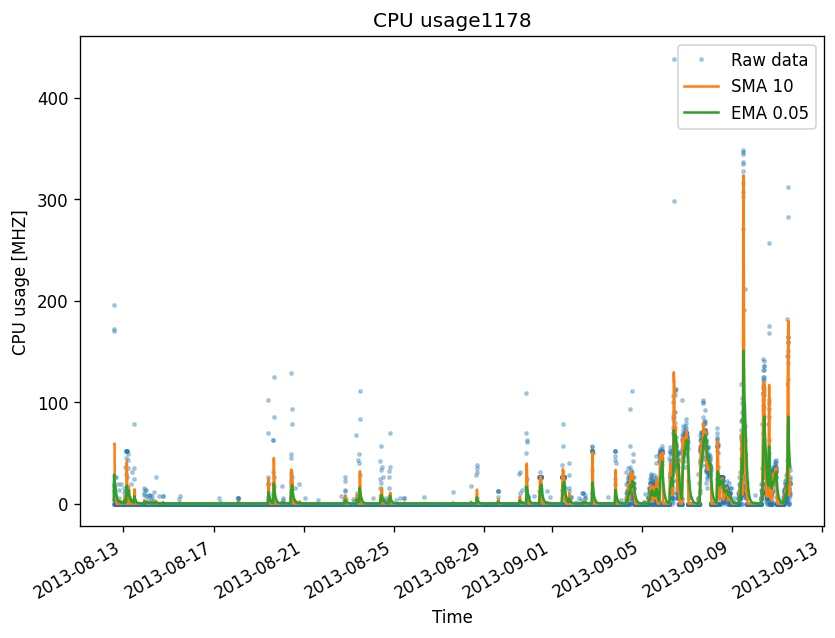 CPU usage1178
Raw data
SMA 10
EMA 0.05
CPU usage [MHZ]
400
300
200
100
0
2013-08-13
2013-08-17
2013-08-21
2013-08-25
2013-08-29
2013-09-01
2013-09-05
2013-09-09
2013-09-13
Time